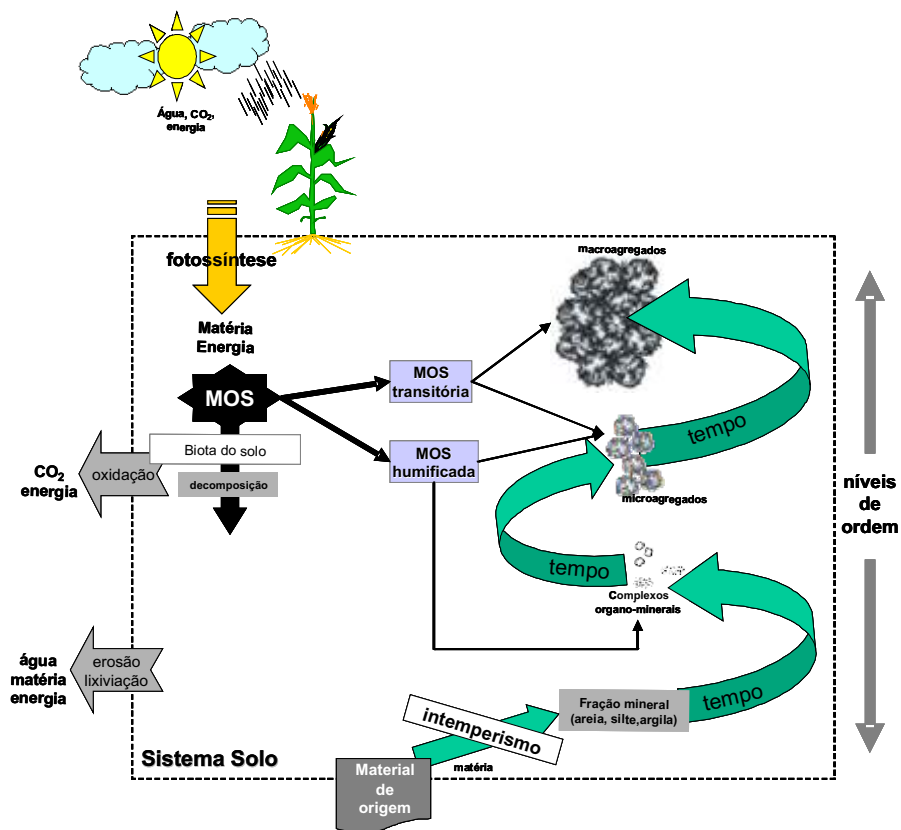 Água, CO₂,
energia
fotossíntese
Matéria
Energia
MOS
Biota do solo
decomposição
oxidação
CO₂
energia
erosão
lixiviação
água
matéria
energia
MOS
transitória
MOS
humificada
macroagregados
tempo
microagregados
tempo
Complexos
organo-minerais
tempo
Fração mineral
(areia, silte,argila)
intemperismo
matéria
Material
de
origem
Sistema Solo
níveis
de
ordem